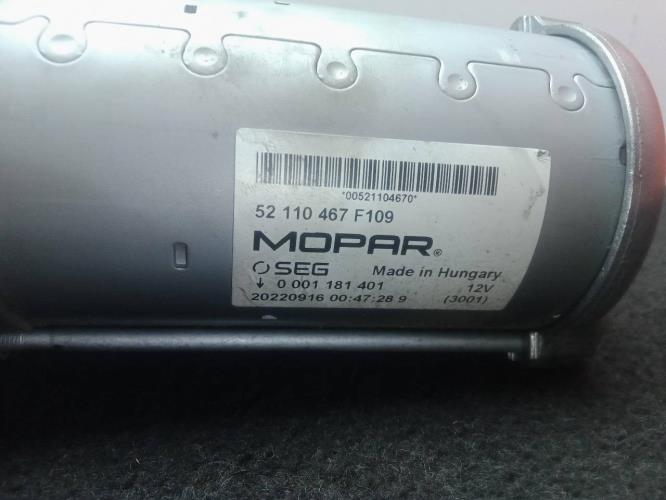 *00521104670*
52 110 467 F109
MOPAR®
SEG Made in Hungary
↓ 0 001 181 401 12V
20220916 00:47:28 9 (3001)